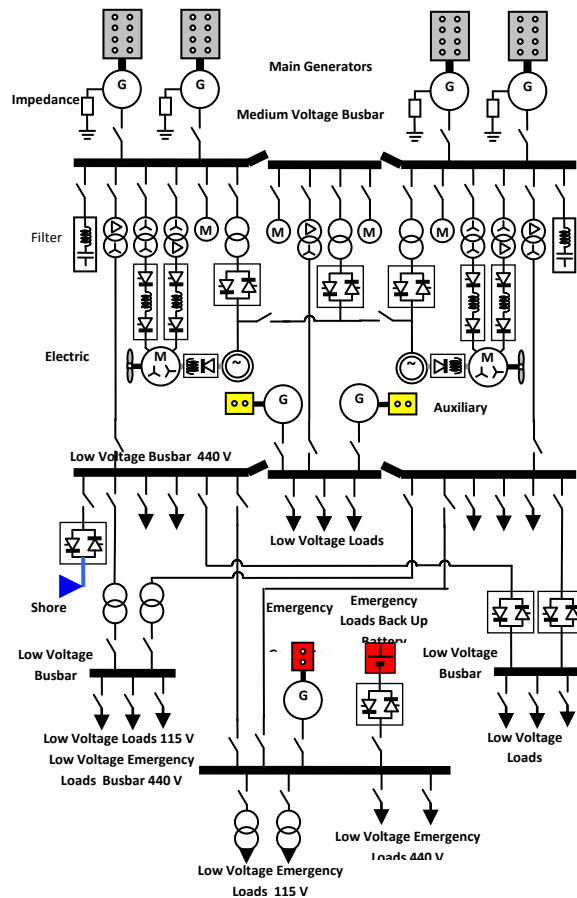 G
G
G
G
Main Generators
Impedance
Medium Voltage Busbar
M
M
M
M
Filter
Electric
M
~
~
M
G
G
Auxiliary
Low Voltage Busbar 440 V
Low Voltage Loads
Shore
Emergency
Emergency
Loads Back Up
Battery
Low Voltage
Busbar
Low Voltage
Busbar
G
Low Voltage Loads 115 V
Low Voltage Emergency
Loads Busbar 440 V
Low Voltage
Loads
Low Voltage Emergency
Loads 440 V
Low Voltage Emergency
Loads 115 V